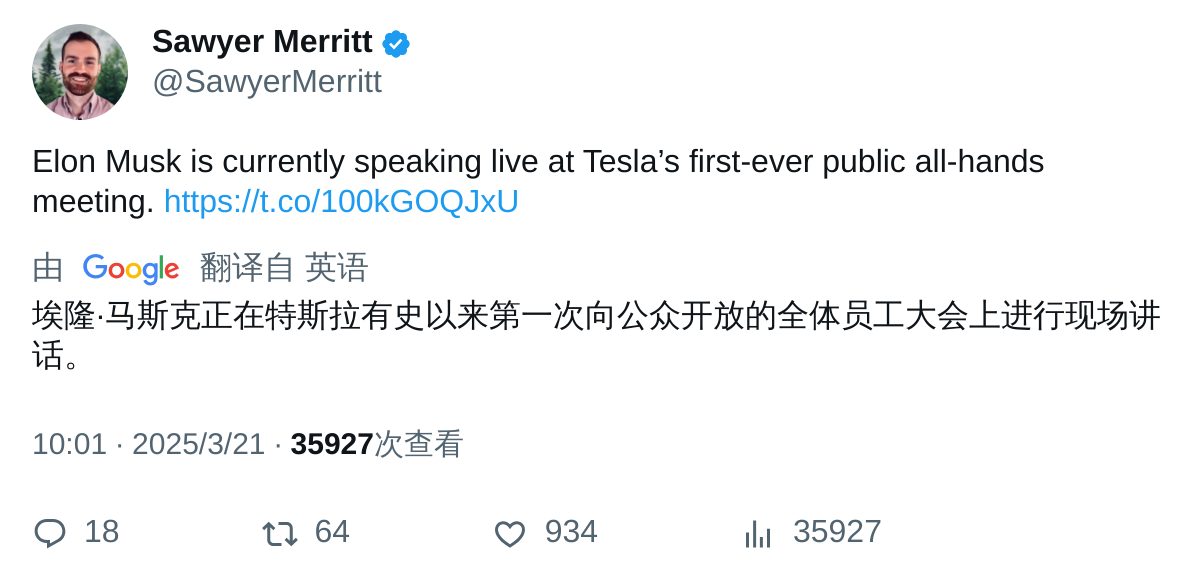 Sawyer Merritt
@SawyerMerritt
Elon Musk is currently speaking live at Tesla’s first-ever public all-hands
meeting. https://t.co/100kGOQJxU
由 Google 翻译自 英语
埃隆·马斯克正在特斯拉有史以来第一次向公众开放的全体员工大会上进行现场讲
话。
10:01 · 2025/3/21 · 35927次查看
18 64 934 35927